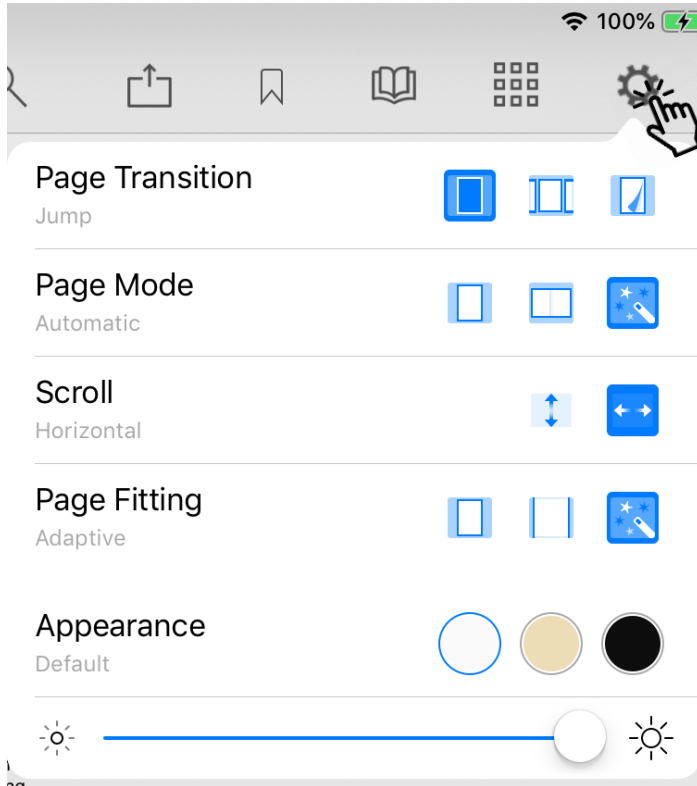 100%
Page Transition
Jump
Page Mode
Automatic
Scroll
Horizontal
Page Fitting
Adaptive
Appearance
Default